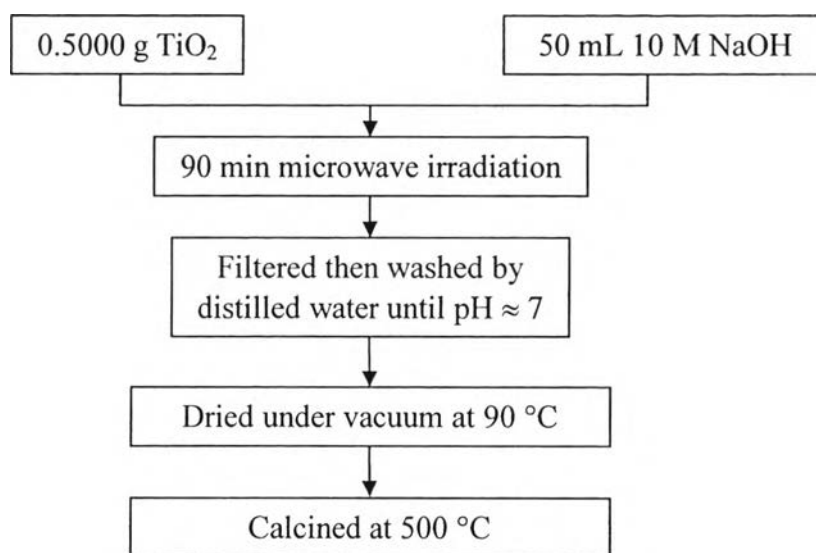 0.5000 g TiO₂
50 mL 10 M NaOH
90 min microwave irradiation
Filtered then washed by
distilled water until pH ≈ 7
Dried under vacuum at 90 °C
Calcined at 500 °C